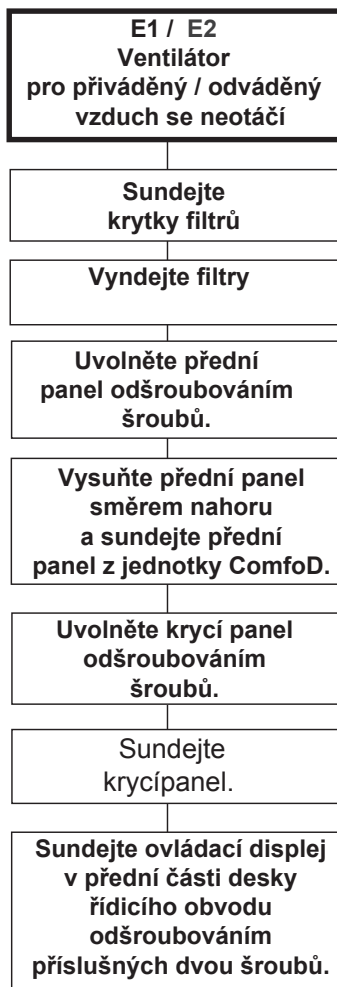 E1 / E2
Ventilátor
pro přiváděný / odváděný
vzduch se neotáčí
Sundejte
krytky filtrů
Vyndejte filtry
Uvolněte přední
panel odšroubováním
šroubů.
Vysuňte přední panel
směrem nahoru
a sundejte přední
panel z jednotky ComfoD.
Uvolněte krycí panel
odšroubováním
šroubů.
Sundejte
krycípanel.
Sundejte ovládací displej
v přední části desky
řídicího obvodu
odšroubováním
příslušných dvou šroubů.